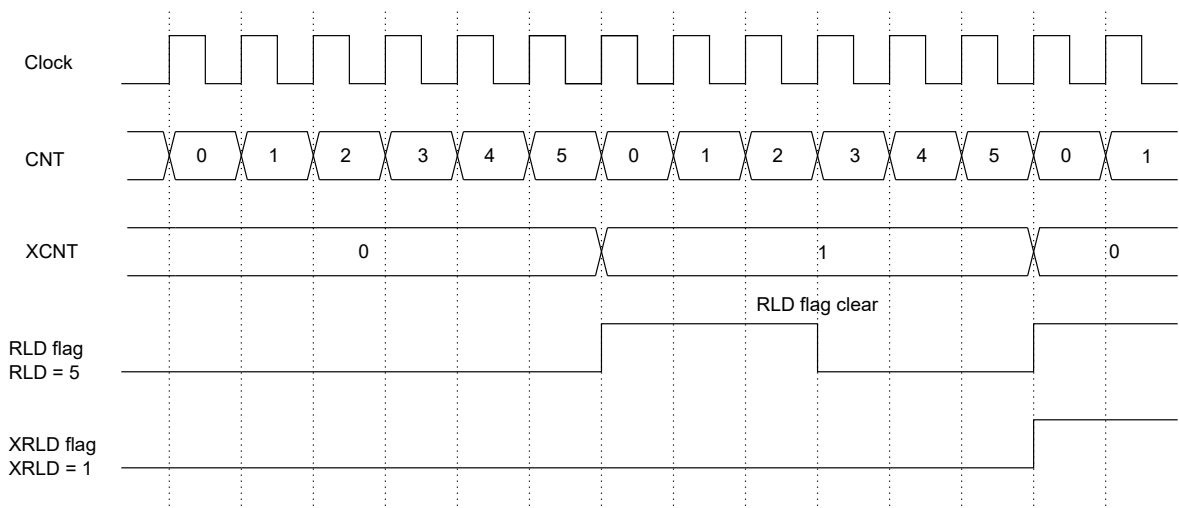 Clock
CNT
0 1 2 3 4 5 0 1 2 3 4 5 0 1
XCNT
0 1 0
RLD flag clear
RLD flag
RLD = 5
XRLD flag
XRLD = 1